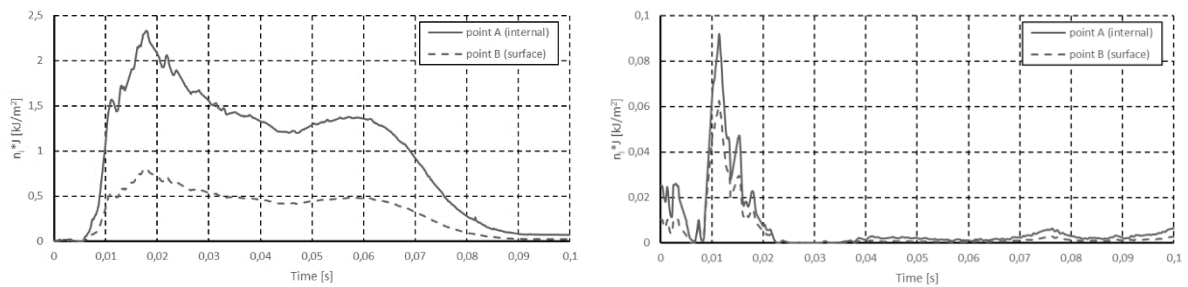 2,5
2
1,5
1
0,5
0
n_i*J [kJ/m²]
point A (internal)
point B (surface)
0 0,01 0,02 0,03 0,04 0,05 0,06 0,07 0,08 0,09 0,1
Time [s]
0,1
0,08
0,06
0,04
0,02
0
n_i*J [kJ/m²]
point A (internal)
point B (surface)
0 0,01 0,02 0,03 0,04 0,05 0,06 0,07 0,08 0,09 0,1
Time [s]